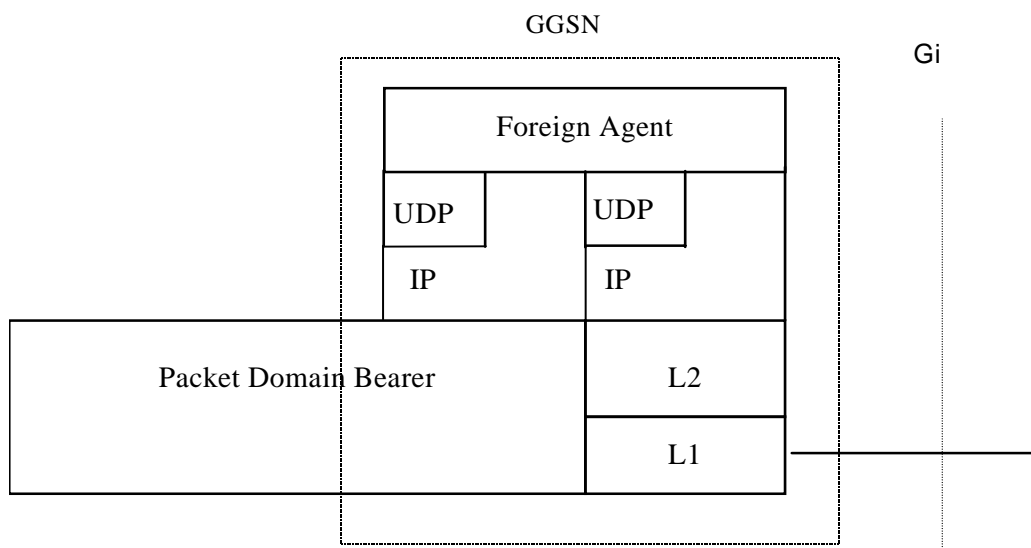 GGSN
Gi
Foreign Agent
UDP
UDP
IP
IP
Packet Domain Bearer
L2
L1